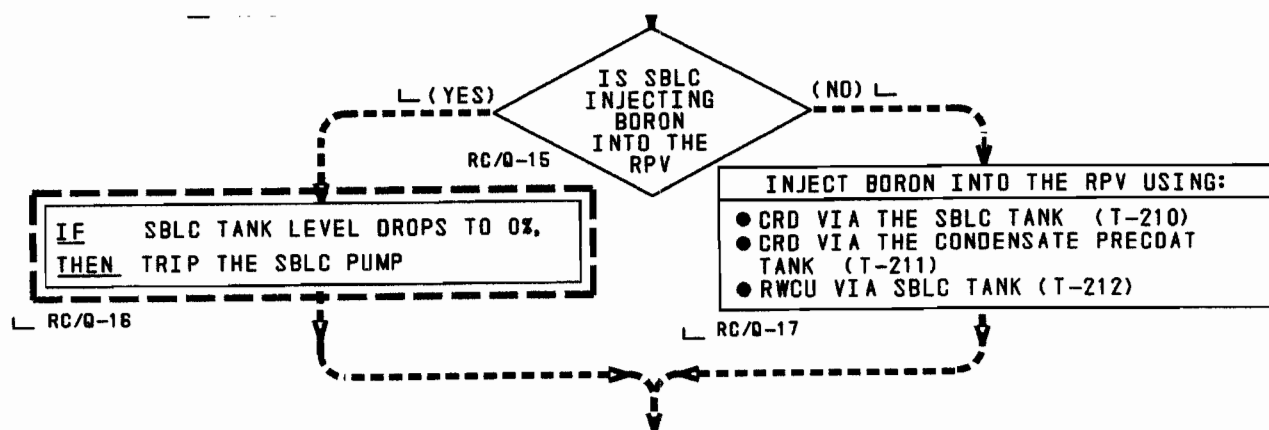 IS SBLC
INJECTING
BORON
INTO THE
RPV
(YES)
(NO)
RC/Q-15
IF SBLC TANK LEVEL DROPS TO 0%,
THEN TRIP THE SBLC PUMP
RC/Q-16
INJECT BORON INTO THE RPV USING:
●CRD VIA THE SBLC TANK (T-210)
●CRD VIA THE CONDENSATE PRECOAT
TANK (T-211)
●RWCU VIA SBLC TANK (T-212)
RC/Q-17